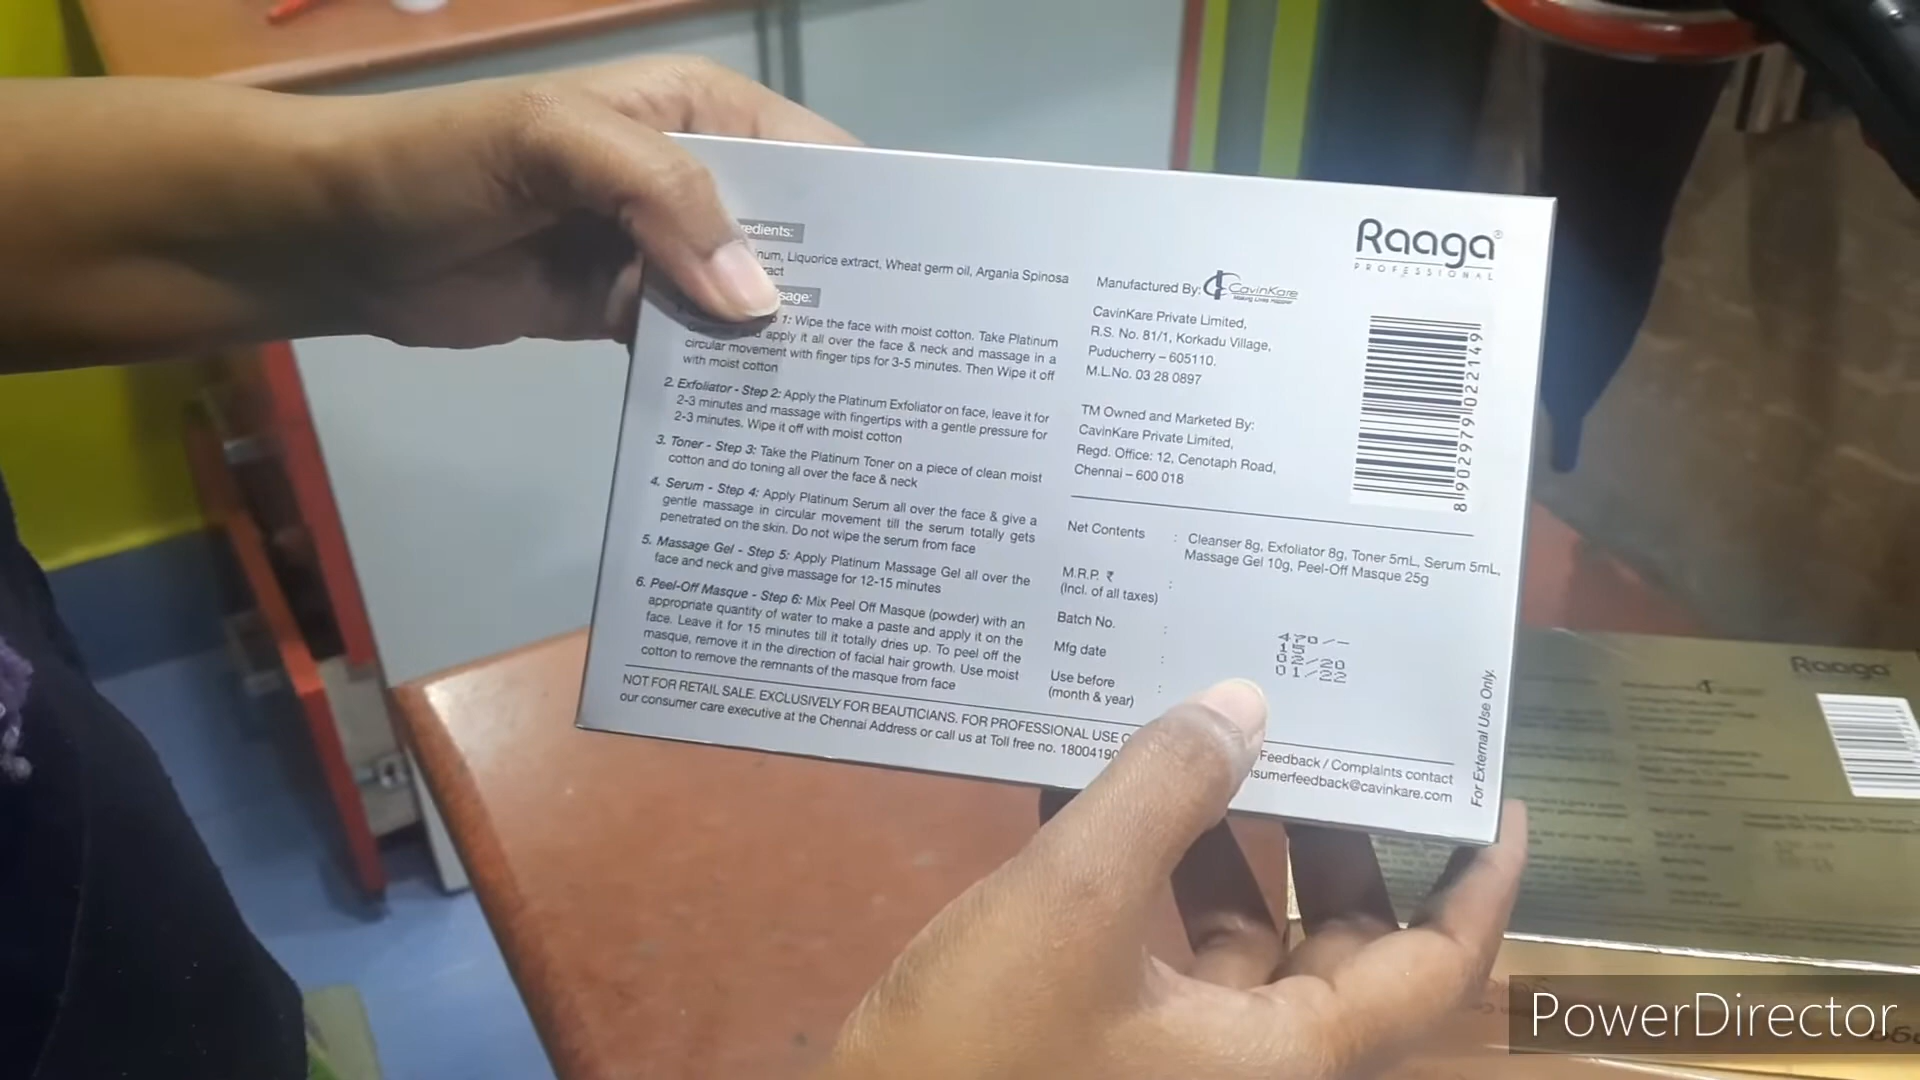 redients:
num, Liquorice extract, Wheat germ oil, Argania Spinosa
ract
sage:
1: Wipe the face with moist cotton. Take Platinum
apply it all over the face & neck and massage in a
circular movement with finger tips for 3-5 minutes. Then Wipe it off
with moist cotton
2. Exfoliator - Step 2: Apply the Platinum Exfoliator on face, leave it for
2-3 minutes and massage with fingertips with a gentle pressure for
2-3 minutes. Wipe it off with moist cotton
3. Toner - Step 3: Take the Platinum Toner on a piece of clean moist
cotton and do toning all over the face & neck
4. Serum - Step 4: Apply Platinum Serum all over the face & give a
gentle massage in circular movement till the serum totally gets
penetrated on the skin. Do not wipe the serum from face
5. Massage Gel - Step 5: Apply Platinum Massage Gel all over the
face and neck and give massage for 12-15 minutes
6. Peel-Off Masque - Step 6: Mix Peel Off Masque (powder) with an
appropriate quantity of water to make a paste and apply it on the
face. Leave it for 15 minutes till it totally dries up. To peel off the
masque, remove it in the direction of facial hair growth. Use moist
cotton to remove the remnants of the masque from face
Raaga®
PROFESSIONAL
Manufactured By: CavinKare
Making Lives Happier
CavinKare Private Limited,
R.S. No. 81/1, Korkadu Village,
Puducherry – 605110.
M.L.No. 03 28 0897
TM Owned and Marketed By:
CavinKare Private Limited,
Regd. Office: 12, Cenotaph Road,
Chennai – 600 018
8902979022149
Net Contents : Cleanser 8g, Exfoliator 8g, Toner 5mL, Serum 5mL,
Massage Gel 10g, Peel-Off Masque 25g
M.R.P. ₹ :
(Incl. of all taxes)
470/-
Batch No. : 15
Mfg date : 02/20
Use before : 01/22
(month & year)
NOT FOR RETAIL SALE. EXCLUSIVELY FOR BEAUTICIANS. FOR PROFESSIONAL USE
Feedback / Complaints contact
our consumer care executive at the Chennai Address or call us at Toll free no. 18004190
sumerfeedback@cavinkare.com
For External Use Only.
Raaga
PowerDirector